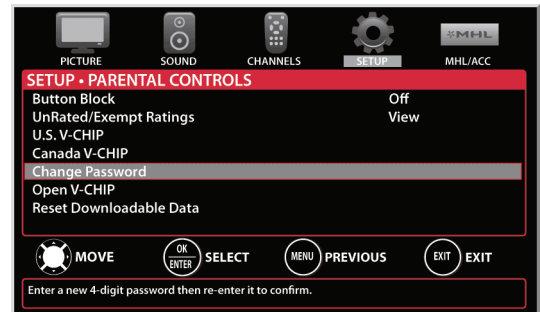 MHL
PICTURE SOUND CHANNELS SETUP MHL/ACC
SETUP • PARENTAL CONTROLS
Button Block Off
UnRated/Exempt Ratings View
U.S. V-CHIP
Canada V-CHIP
Change Password
Open V-CHIP
Reset Downloadable Data
MOVE OK ENTER SELECT MENU PREVIOUS EXIT EXIT
Enter a new 4-digit password then re-enter it to confirm.